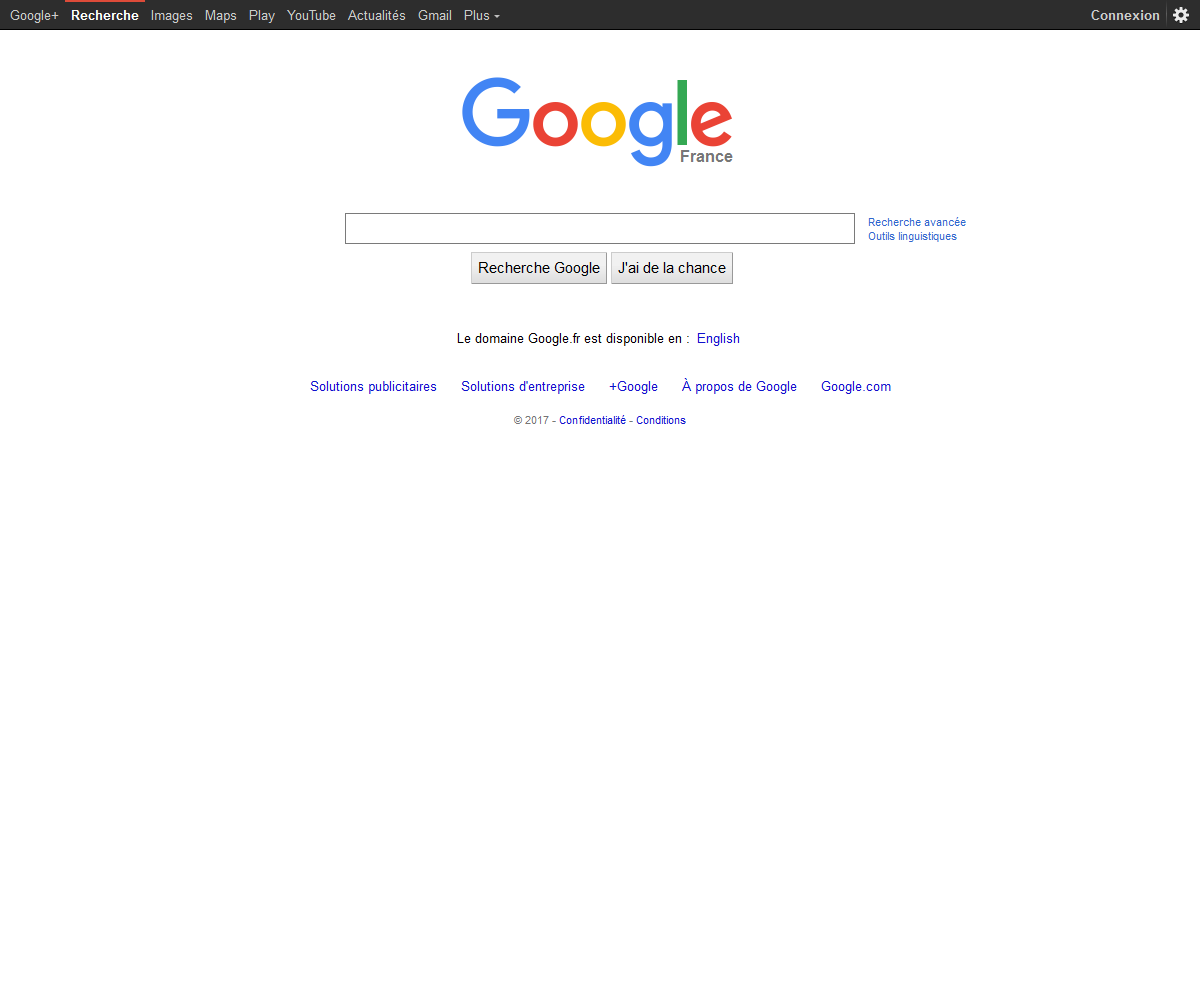 Google+ Recherche Images Maps Play YouTube Actualités Gmail Plus Connexion
Google
France
Recherche avancée
Outils linguistiques
Recherche Google J'ai de la chance
Le domaine Google.fr est disponible en : English
Solutions publicitaires Solutions d'entreprise +Google À propos de Google Google.com
© 2017 - Confidentialité - Conditions